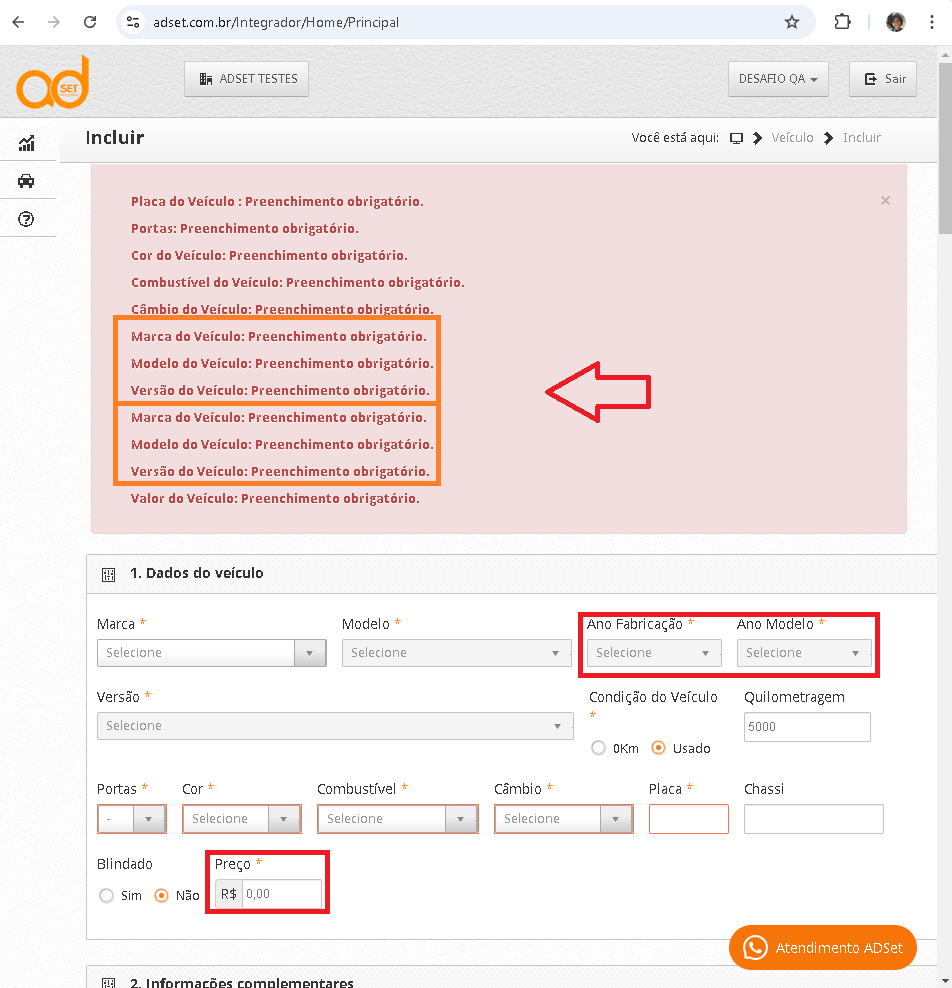 adset.com.br/Integrador/Home/Principal
ad SET
ADSET TESTES
DESAFIO QA
Sair
Incluir
Você está aqui: Veículo Incluir
Placa do Veículo : Preenchimento obrigatório.
×
Portas: Preenchimento obrigatório.
Cor do Veículo: Preenchimento obrigatório.
Combustível do Veículo: Preenchimento obrigatório.
Câmbio do Veículo: Preenchimento obrigatório.
Marca do Veículo: Preenchimento obrigatório.
Modelo do Veículo: Preenchimento obrigatório.
Versão do Veículo: Preenchimento obrigatório.
Marca do Veículo: Preenchimento obrigatório.
Modelo do Veículo: Preenchimento obrigatório.
Versão do Veículo: Preenchimento obrigatório.
Valor do Veículo: Preenchimento obrigatório.
1. Dados do veículo
Marca * Modelo * Ano Fabricação * Ano Modelo *
Selecione Selecione Selecione Selecione
Versão * Condição do Veículo * Quilometragem
Selecione 5000
0Km Usado
Portas * Cor * Combustível * Câmbio * Placa * Chassi
- Selecione Selecione Selecione
Blindado Preço *
Sim Não R$ 0,00
Atendimento ADSet
2. Informações complementares